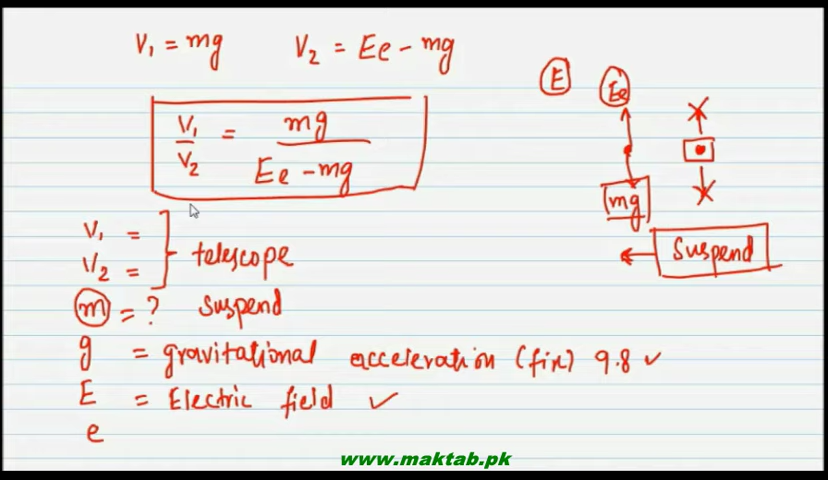 V₁ = mg V₂ = Ee - mg
E Ee
V₁/V₂ = mg/(Ee - mg)
mg
V₁ =
V₂ = } telescope
Suspend
m = ? suspend
g = gravitational acceleration (fix) 9.8 ✓
E = Electric field ✓
e
www.maktab.pk